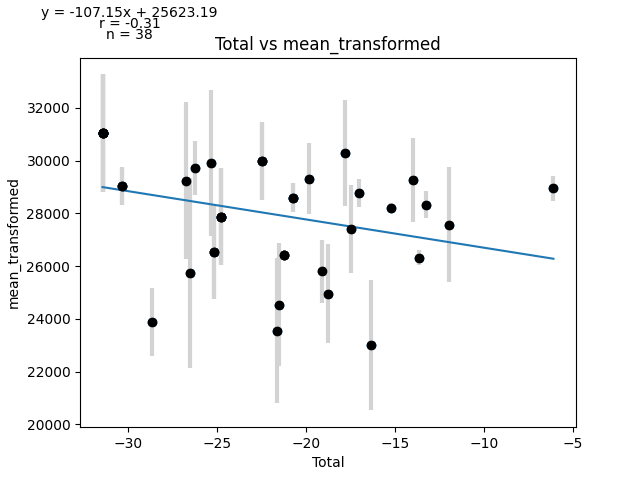 y = -107.15x + 25623.19
r = -0.31
n = 38
Total vs mean_transformed
mean_transformed
32000
30000
28000
26000
24000
22000
20000
−30
−25
−20
−15
−10
−5
Total